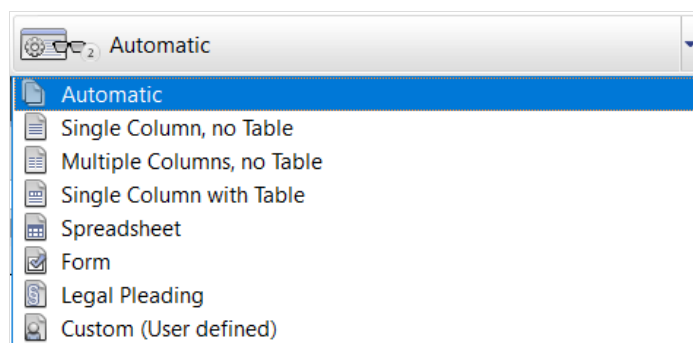 2 Automatic
Automatic
Single Column, no Table
Multiple Columns, no Table
Single Column with Table
Spreadsheet
Form
Legal Pleading
Custom (User defined)